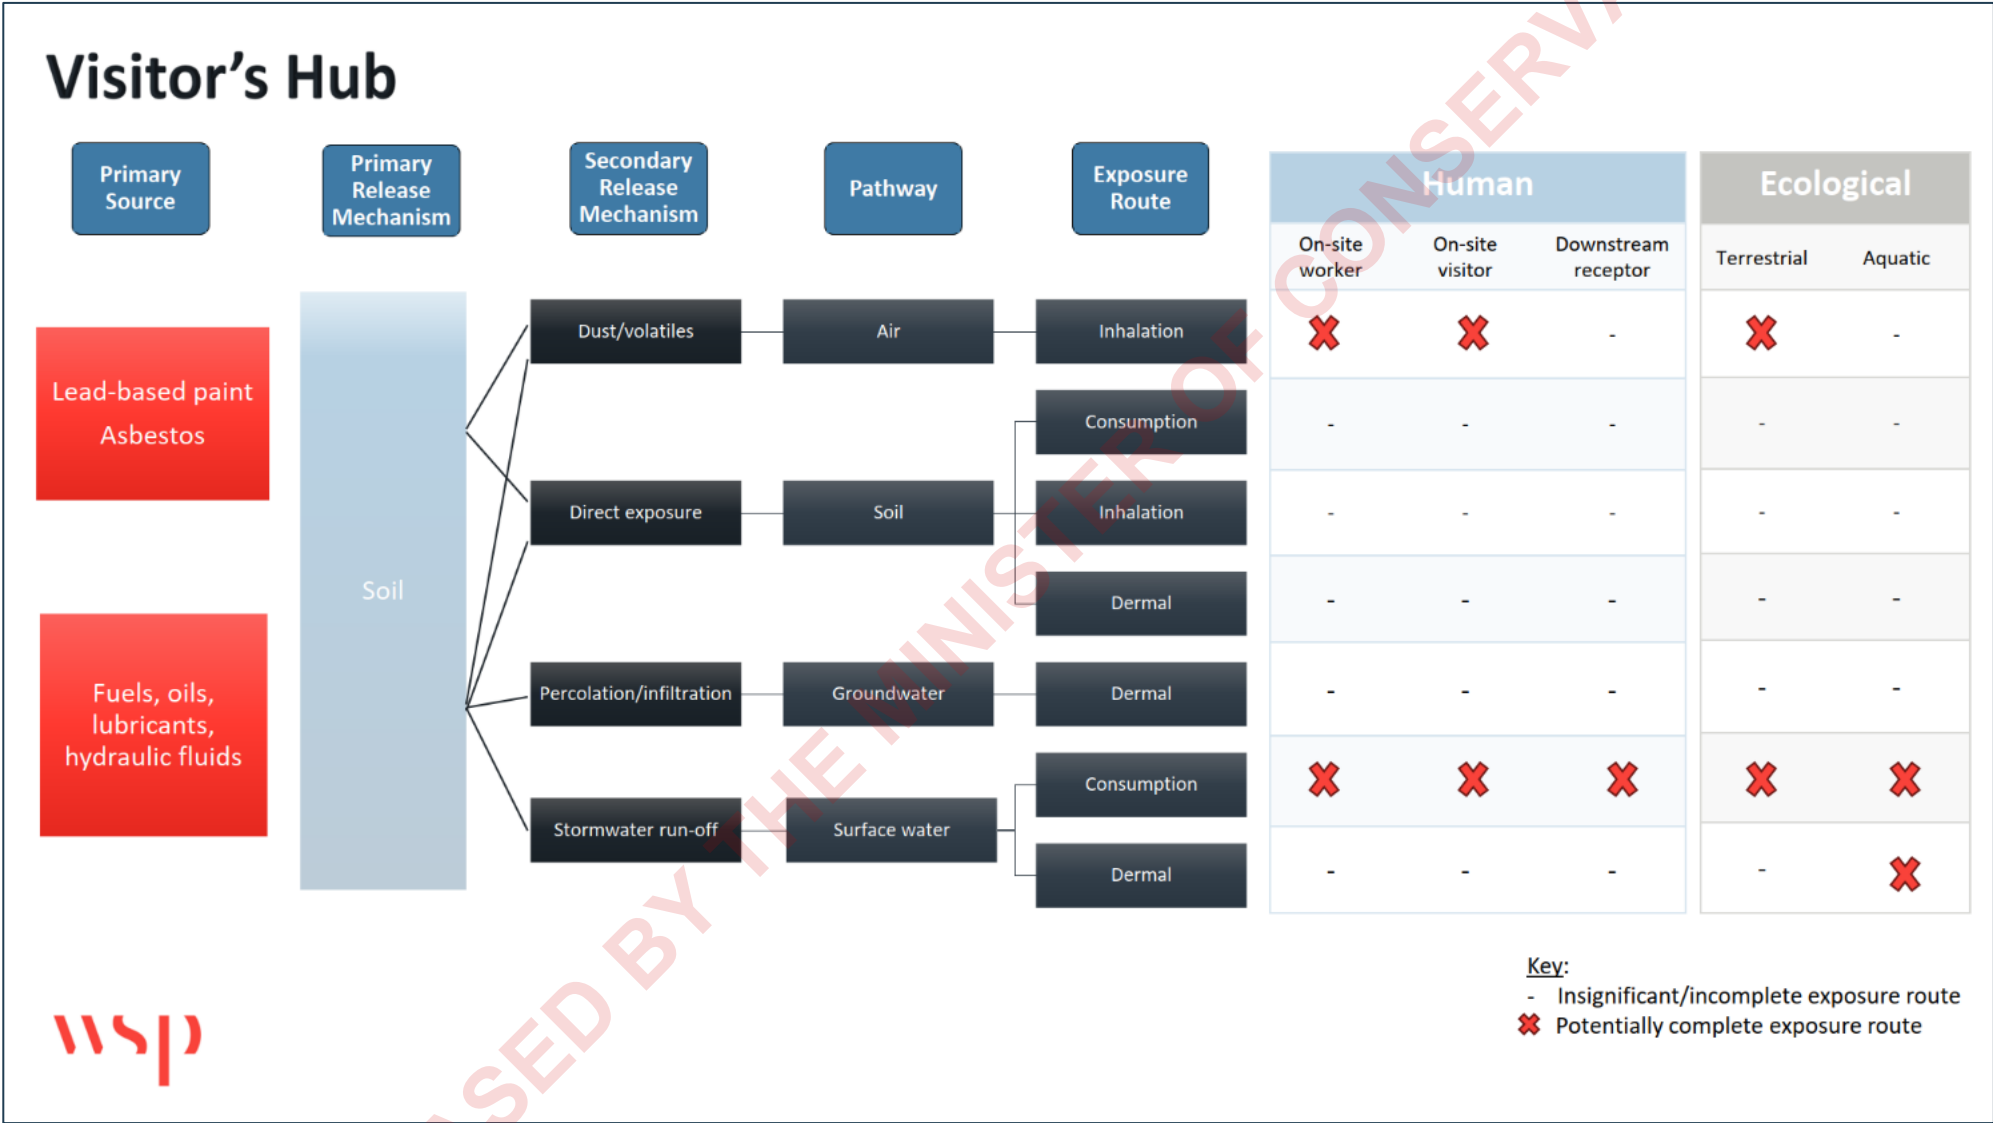 Visitor's Hub
Primary
Source
Primary
Release
Mechanism
Secondary
Release
Mechanism
Pathway
Exposure
Route
Human
Ecological
On-site
worker
On-site
visitor
Downstream
receptor
Terrestrial
Aquatic
Lead-based paint
Asbestos
Fuels, oils,
lubricants,
hydraulic fluids
Soil
Dust/volatiles
Air
Inhalation
-
-
Consumption
- - - - -
Direct exposure
Soil
Inhalation
- - - - -
Dermal
- - - - -
Percolation/infiltration
Groundwater
Dermal
- - - - -
Consumption
Stormwater run-off
Surface water
Dermal
- - - -
Key:
- Insignificant/incomplete exposure route
Potentially complete exposure route
wsp
BY THE MINISTER OF